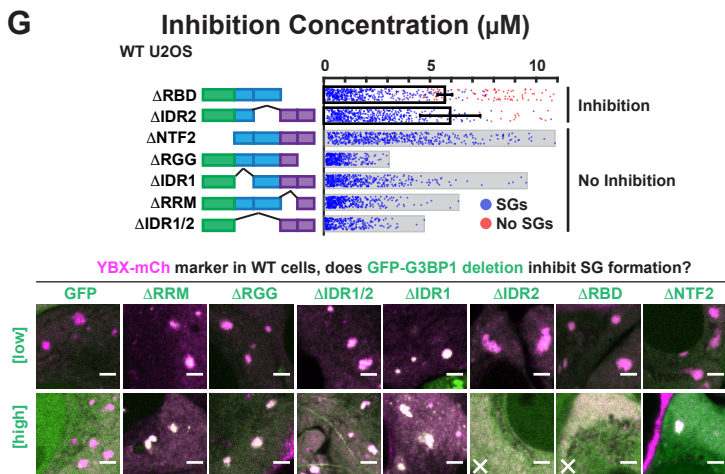 G
Inhibition Concentration (µM)
WT U2OS
0 5 10
ΔRBD
ΔIDR2
ΔNTF2
ΔRGG
ΔIDR1
ΔRRM
ΔIDR1/2
Inhibition
No Inhibition
SGs
No SGs
YBX-mCh marker in WT cells, does GFP-G3BP1 deletion inhibit SG formation?
GFP ΔRRM ΔRGG ΔIDR1/2 ΔIDR1 ΔIDR2 ΔRBD ΔNTF2
[low]
[high]